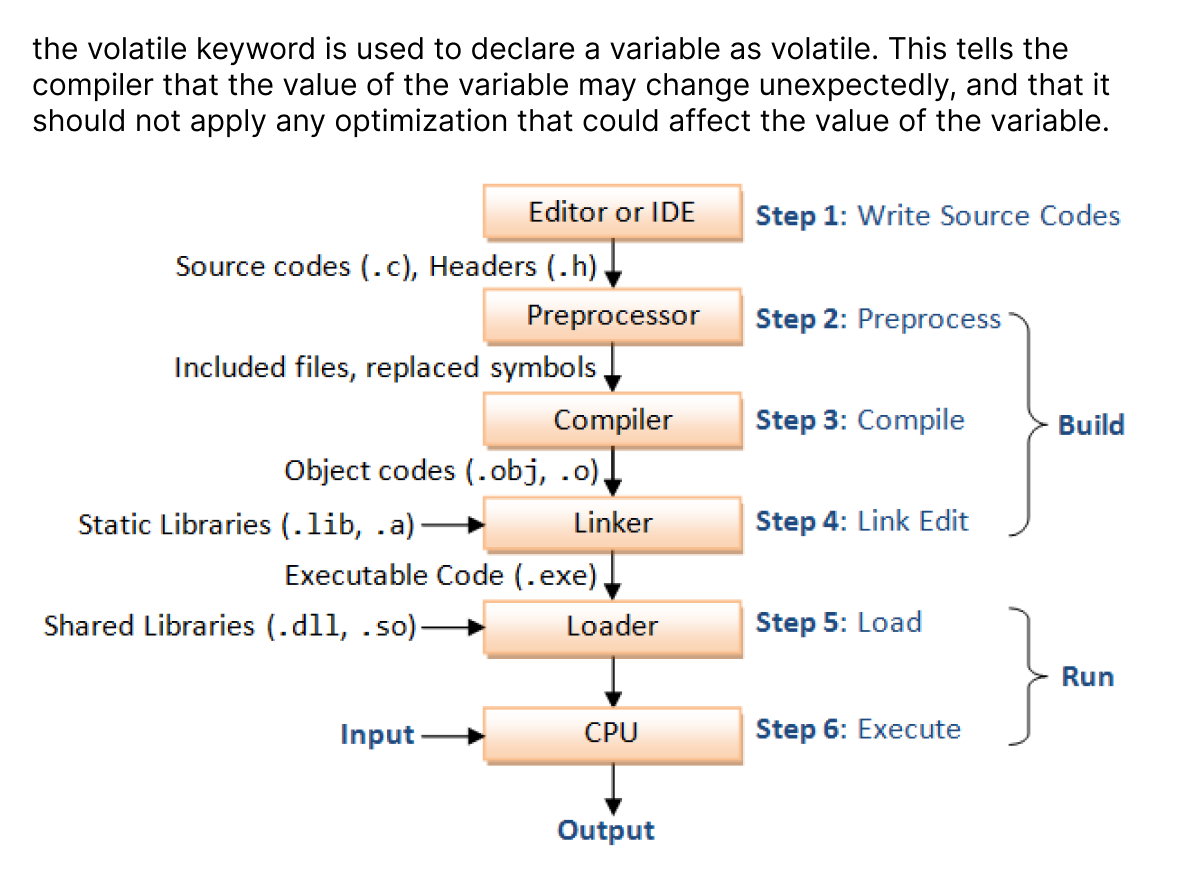 the volatile keyword is used to declare a variable as volatile. This tells the
compiler that the value of the variable may change unexpectedly, and that it
should not apply any optimization that could affect the value of the variable.
Editor or IDE
Step 1: Write Source Codes
Source codes (.c), Headers (.h)
Preprocessor
Step 2: Preprocess
Included files, replaced symbols
Compiler
Step 3: Compile
Build
Object codes (.obj, .o)
Static Libraries (.lib, .a)
Linker
Step 4: Link Edit
Executable Code (.exe)
Shared Libraries (.dll, .so)
Loader
Step 5: Load
Run
Input
CPU
Step 6: Execute
Output